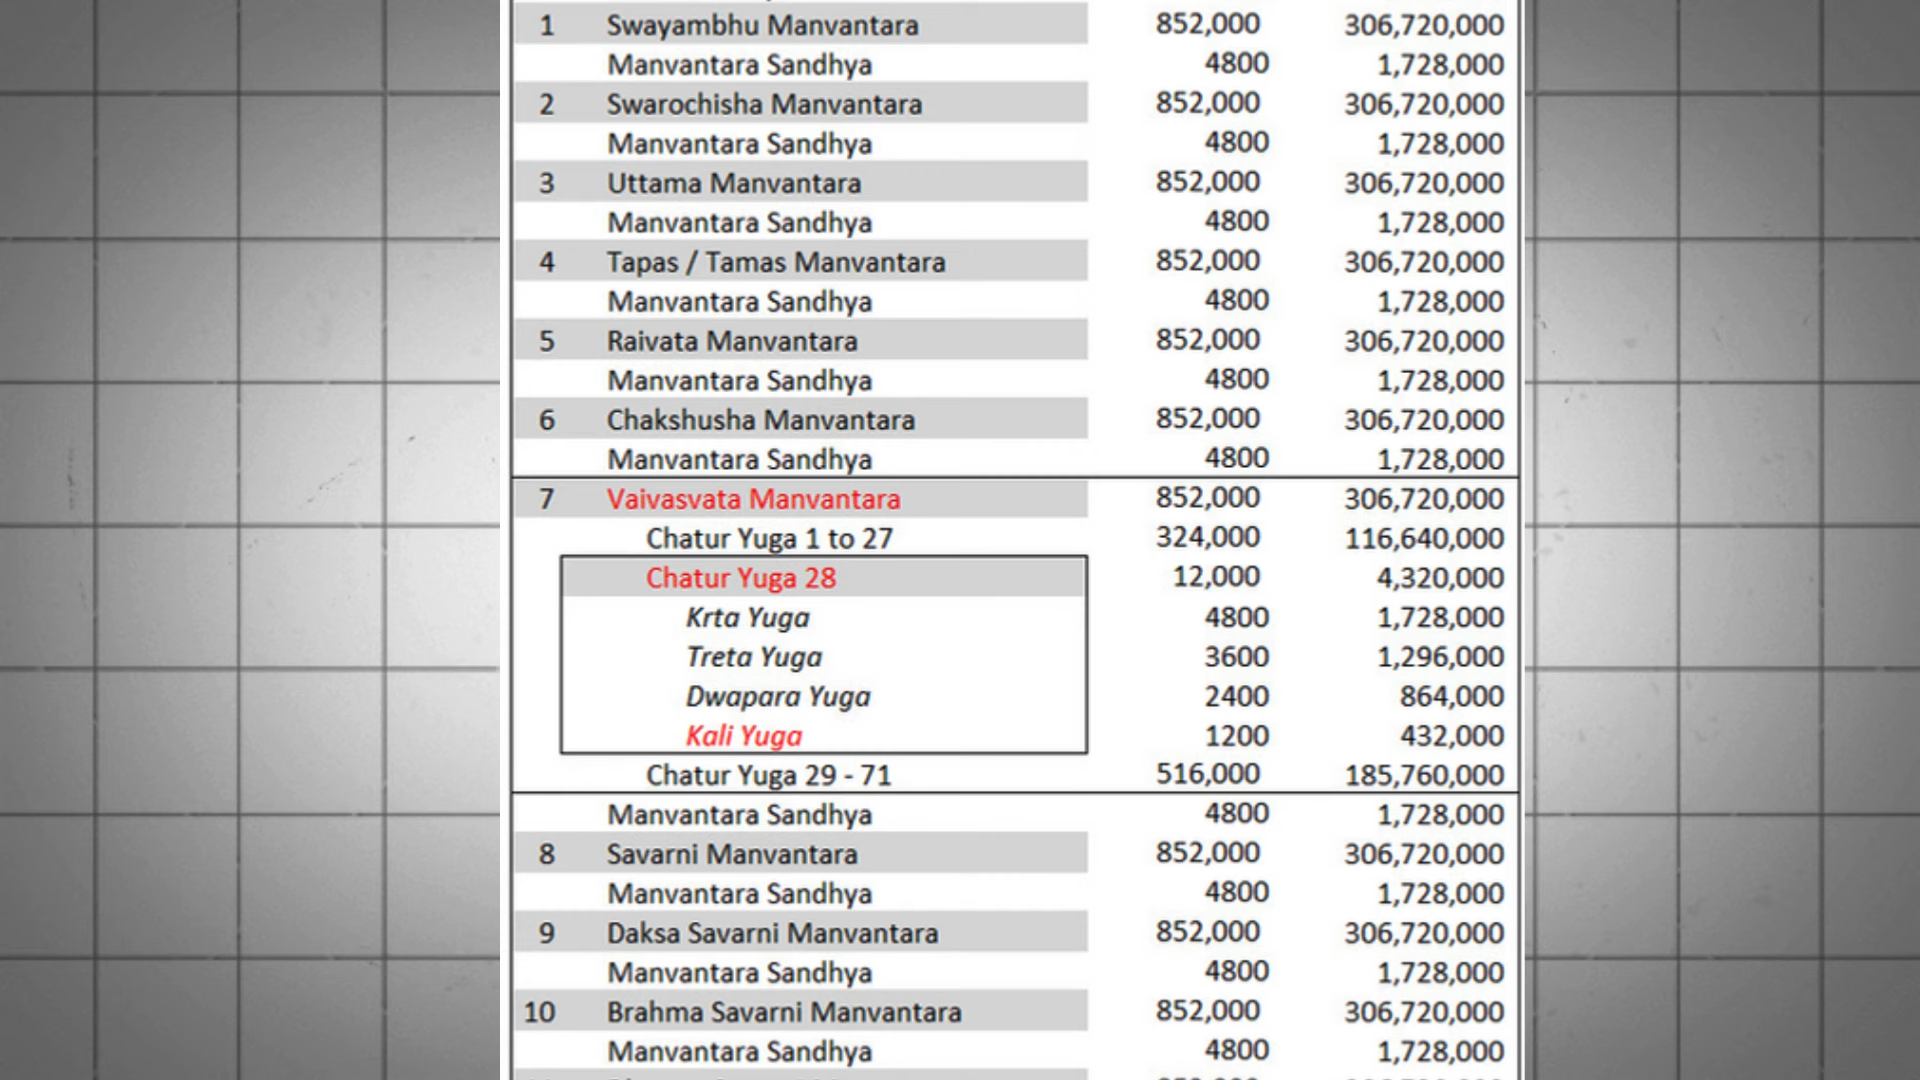 1 Swayambhu Manvantara 852,000 306,720,000
Manvantara Sandhya 4800 1,728,000
2 Swarochisha Manvantara 852,000 306,720,000
Manvantara Sandhya 4800 1,728,000
3 Uttama Manvantara 852,000 306,720,000
Manvantara Sandhya 4800 1,728,000
4 Tapas / Tamas Manvantara 852,000 306,720,000
Manvantara Sandhya 4800 1,728,000
5 Raivata Manvantara 852,000 306,720,000
Manvantara Sandhya 4800 1,728,000
6 Chakshusha Manvantara 852,000 306,720,000
Manvantara Sandhya 4800 1,728,000
7 Vaivasvata Manvantara 852,000 306,720,000
Chatur Yuga 1 to 27 324,000 116,640,000
Chatur Yuga 28 12,000 4,320,000
Krta Yuga 4800 1,728,000
Treta Yuga 3600 1,296,000
Dwapara Yuga 2400 864,000
Kali Yuga 1200 432,000
Chatur Yuga 29 - 71 516,000 185,760,000
Manvantara Sandhya 4800 1,728,000
8 Savarni Manvantara 852,000 306,720,000
Manvantara Sandhya 4800 1,728,000
9 Daksa Savarni Manvantara 852,000 306,720,000
Manvantara Sandhya 4800 1,728,000
10 Brahma Savarni Manvantara 852,000 306,720,000
Manvantara Sandhya 4800 1,728,000